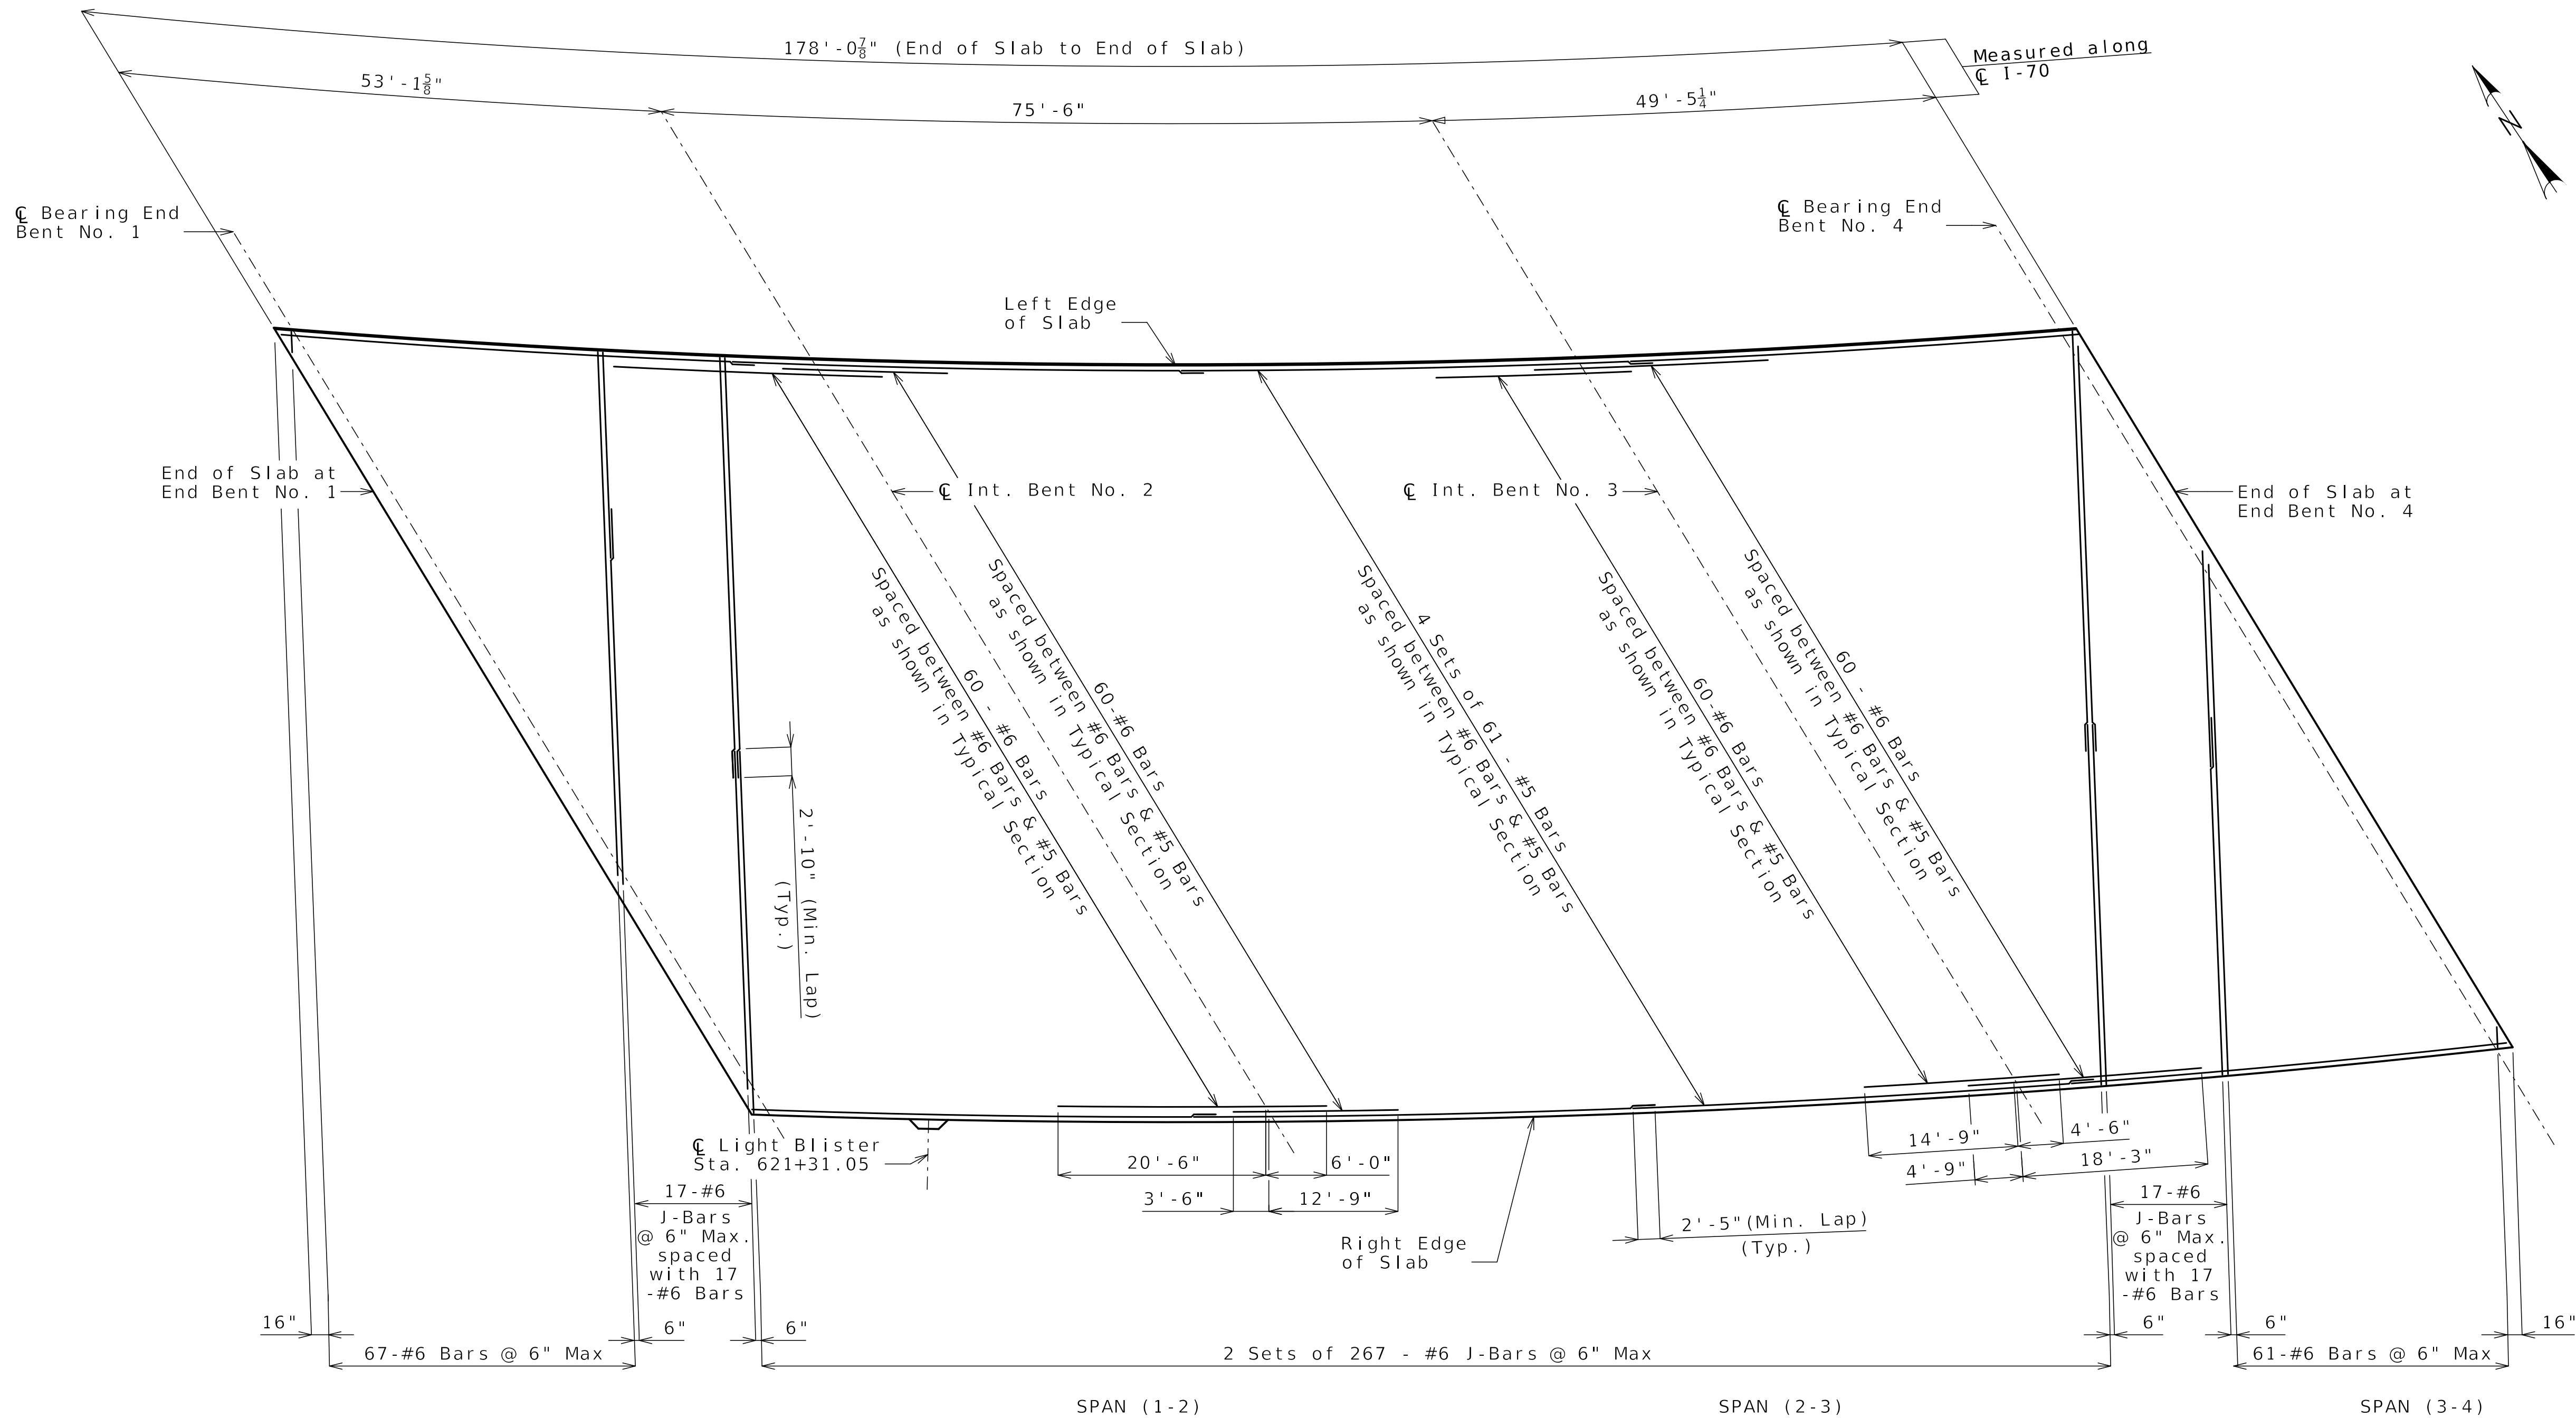 178'-0⅞" (End of Slab to End of Slab)
Measured along
℄ I-70
53'-1⅝"
75'-6"
49'-5¼"
N
℄ Bearing End
Bent No. 1
℄ Bearing End
Bent No. 4
Left Edge
of Slab
End of Slab at
End Bent No. 1
℄ Int. Bent No. 2
℄ Int. Bent No. 3
End of Slab at
End Bent No. 4
60 - #6 Bars
Spaced between #6 Bars & #5 Bars
as shown in Typical Section
60-#6 Bars
Spaced between #6 Bars & #5 Bars
as shown in Typical Section
4 Sets of 61 - #5 Bars
Spaced between #6 Bars & #5 Bars
as shown in Typical Section
60-#6 Bars
Spaced between #6 Bars & #5 Bars
as shown in Typical Section
60 - #6 Bars
Spaced between #6 Bars & #5 Bars
as shown in Typical Section
2'-10" (Min. Lap)
(Typ.)
℄ Light Blister
Sta. 621+31.05
20'-6"
6'-0"
3'-6"
12'-9"
14'-9"
4'-6"
4'-9"
18'-3"
2'-5"(Min. Lap)
(Typ.)
Right Edge
of Slab
17-#6
J-Bars
@ 6" Max.
spaced
with 17
-#6 Bars
17-#6
J-Bars
@ 6" Max.
spaced
with 17
-#6 Bars
16"
6"
6"
6"
6"
16"
67-#6 Bars @ 6" Max
2 Sets of 267 - #6 J-Bars @ 6" Max
61-#6 Bars @ 6" Max
SPAN (1-2)
SPAN (2-3)
SPAN (3-4)